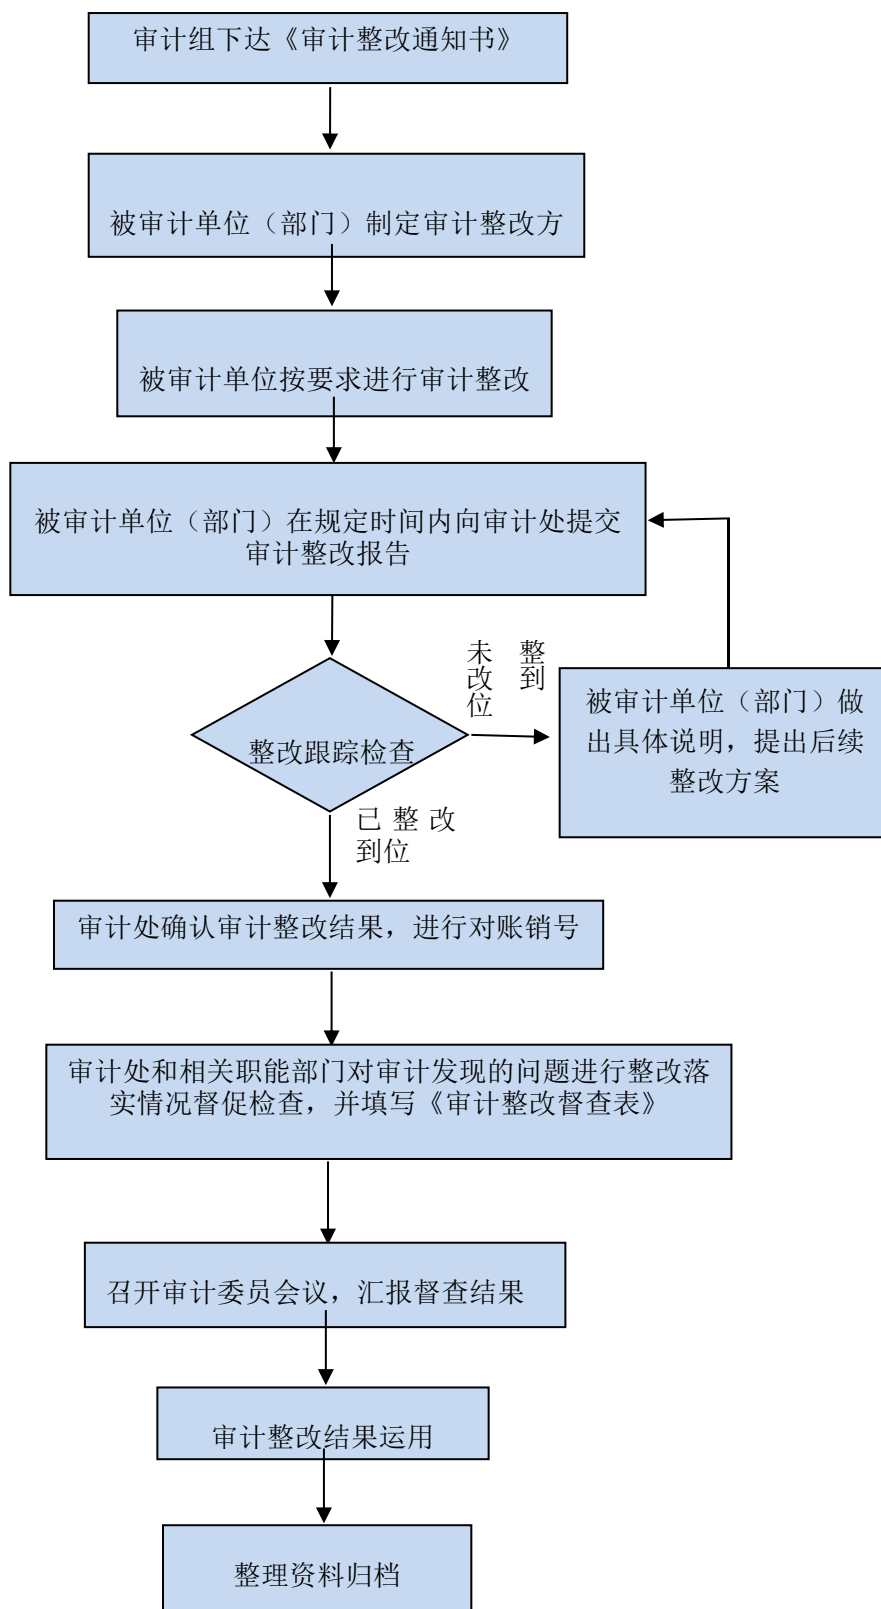 审计组下达《审计整改通知书》
被审计单位（部门）制定审计整改方
被审计单位按要求进行审计整改
被审计单位（部门）在规定时间内向审计处提交
审计整改报告
未 整
改 到
位
整改跟踪检查
被审计单位（部门）做
出具体说明，提出后续
整改方案
已 整 改
到位
审计处确认审计整改结果，进行对账销号
审计处和相关职能部门对审计发现的问题进行整改落
实情况督促检查，并填写《审计整改督查表》
召开审计委员会议，汇报督查结果
审计整改结果运用
整理资料归档